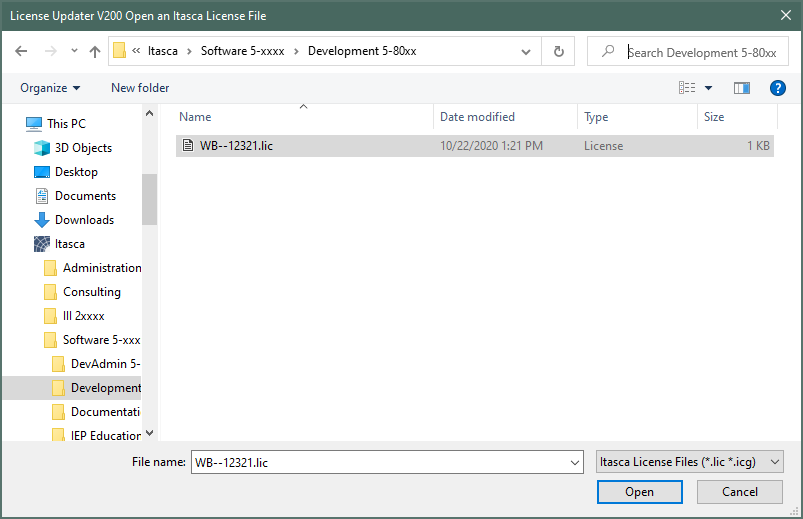 License Updater V200 Open an Itasca License File
« Itasca > Software 5-xxxx > Development 5-80xx
Search Development 5-80xx
Organize
New folder
?
Name
Date modified
Type
Size
WB--12321.lic
10/22/2020 1:21 PM
License
1 KB
This PC
3D Objects
Desktop
Documents
Downloads
Itasca
Administration
Consulting
III 2xxxx
Software 5-xxx
DevAdmin 5-
Development
Documentati
IEP Education
File name:
WB--12321.lic
Itasca License Files (*.lic *.icg)
Open
Cancel